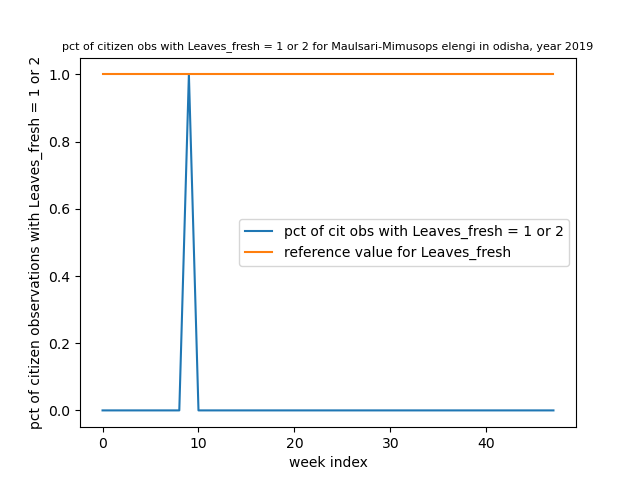 pct of citizen obs with Leaves_fresh = 1 or 2 for Maulsari-Mimusops elengi in odisha, year 2019
pct of citizen observations with Leaves_fresh = 1 or 2
1.0
0.8
0.6
0.4
0.2
0.0
pct of cit obs with Leaves_fresh = 1 or 2
reference value for Leaves_fresh
0 10 20 30 40
week index